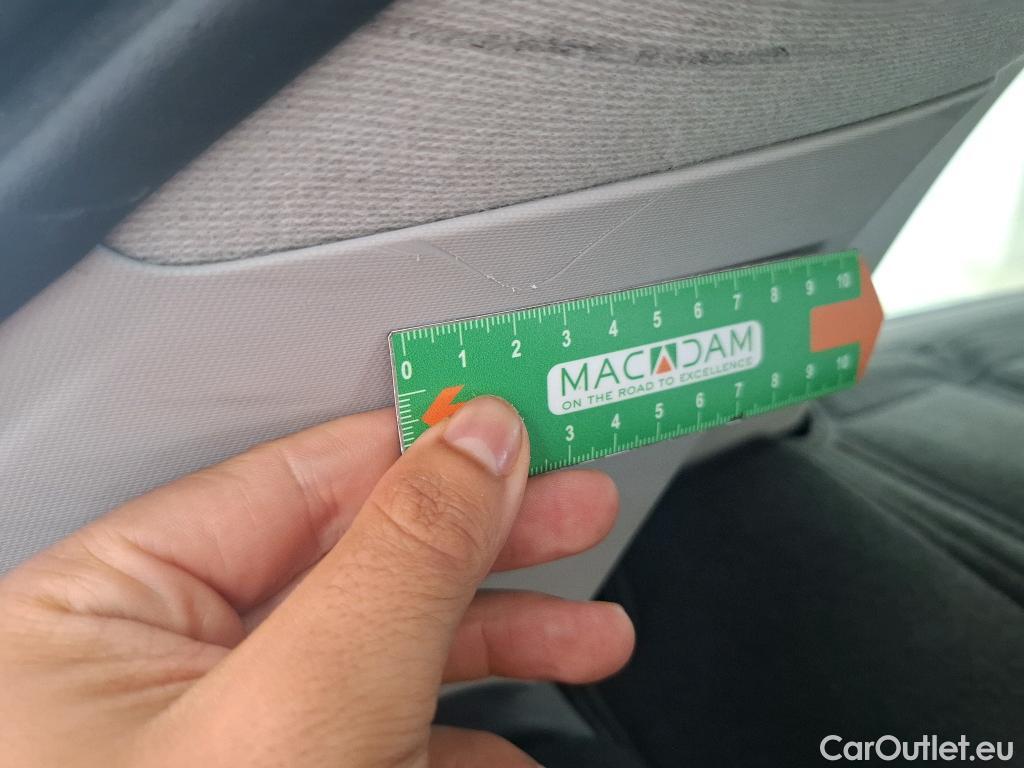 0 1 2 3 4 5 6 7 8 9 10
MACADAM
ON THE ROAD TO EXCELLENCE
3 4 5 6 7 8 9 10
CarOutlet.eu